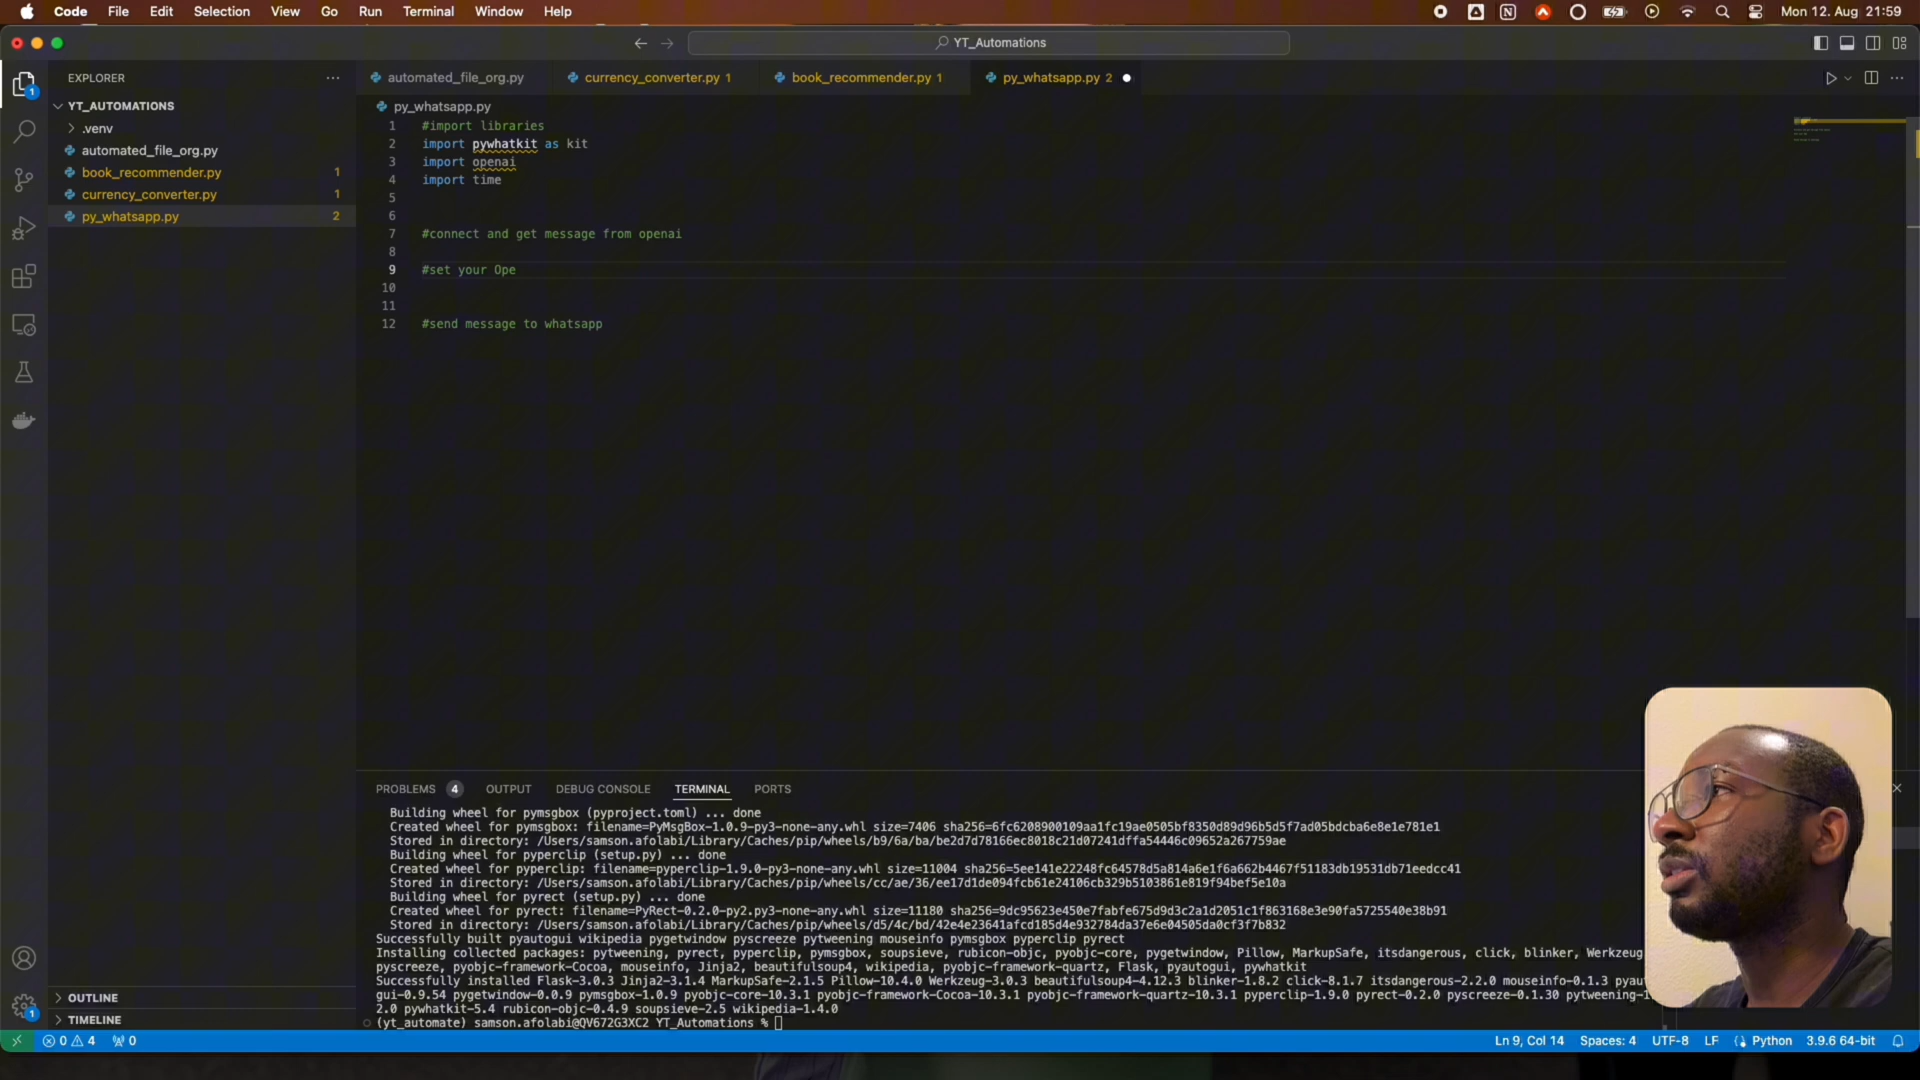 Code File Edit Selection View Go Run Terminal Window Help
Mon 12. Aug 21:59
YT_Automations
EXPLORER
automated_file_org.py
currency_converter.py 1
book_recommender.py 1
py_whatsapp.py 2
YT_AUTOMATIONS
.venv
automated_file_org.py
book_recommender.py 1
currency_converter.py 1
py_whatsapp.py 2
py_whatsapp.py
1 #import libraries
2 import pywhatkit as kit
3 import openai
4 import time
5
6
7 #connect and get message from openai
8
9 #set your Ope
10
11
12 #send message to whatsapp
PROBLEMS 4 OUTPUT DEBUG CONSOLE TERMINAL PORTS
Building wheel for pymsgbox (pyproject.toml) ... done
Created wheel for pymsgbox: filename=PyMsgBox-1.0.9-py3-none-any.whl size=7406 sha256=6fc6208900109aa1fc19ae0505bf8350d89d96b5d5f7ad05bdcba6e8e1e781e1
Stored in directory: /Users/samson.afolabi/Library/Caches/pip/wheels/b9/6a/ba/be2d7d78166ec8018c21d07241dffa54446c09652a267759ae
Building wheel for pyperclip (setup.py) ... done
Created wheel for pyperclip: filename=pyperclip-1.9.0-py3-none-any.whl size=11004 sha256=5ee141e22248fc64578d5a814a6e1f6a662b4467f51183db19531db71eedcc41
Stored in directory: /Users/samson.afolabi/Library/Caches/pip/wheels/cc/ae/36/ee17d1de094fcb61e24106cb329b5103861e819f94bef5e10a
Building wheel for pyrect (setup.py) ... done
Created wheel for pyrect: filename=PyRect-0.2.0-py2.py3-none-any.whl size=11180 sha256=9dc95623e450e7fabfe675d9d3c2a1d2051c1f863168e3e90fa5725540e38b91
Stored in directory: /Users/samson.afolabi/Library/Caches/pip/wheels/d5/4c/bd/42e4e23641afcd185d4e932784da37e6e04505da0cf3f7b832
Successfully built pyautogui wikipedia pygetwindow pyscreeze pytweening mouseinfo pymsgbox pyperclip pyrect
Installing collected packages: pytweening, pyrect, pyperclip, pymsgbox, soupsieve, rubicon-objc, pyobjc-core, pygetwindow, Pillow, MarkupSafe, itsdangerous, click, blinker, Werkzeug
pyscreeze, pyobjc-framework-Cocoa, mouseinfo, Jinja2, beautifulsoup4, wikipedia, pyobjc-framework-quartz, Flask, pyautogui, pywhatkit
Successfully installed Flask-3.0.3 Jinja2-3.1.4 MarkupSafe-2.1.5 Pillow-10.4.0 Werkzeug-3.0.3 beautifulsoup4-4.12.3 blinker-1.8.2 click-8.1.7 itsdangerous-2.2.0 mouseinfo-0.1.3 pyau
gui-0.9.54 pygetwindow-0.0.9 pymsgbox-1.0.9 pyobjc-core-10.3.1 pyobjc-framework-Cocoa-10.3.1 pyobjc-framework-quartz-10.3.1 pyperclip-1.9.0 pyrect-0.2.0 pyscreeze-0.1.30 pytweening-1
2.0 pywhatkit-5.4 rubicon-objc-0.4.9 soupsieve-2.5 wikipedia-1.4.0
(yt_automate) samson.afolabi@QV672G3XC2 YT_Automations %
OUTLINE
TIMELINE
0 4 0
Ln 9, Col 14 Spaces: 4 UTF-8 LF Python 3.9.6 64-bit